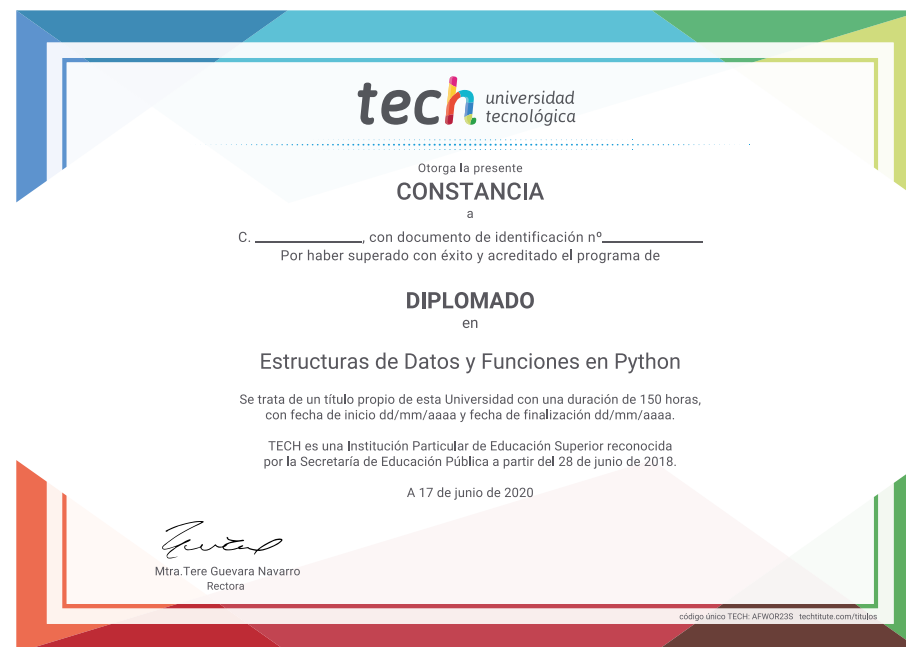 tech universidad
tecnológica
Otorga la presente
CONSTANCIA
a
C. ____________, con documento de identificación nº____________
Por haber superado con éxito y acreditado el programa de
DIPLOMADO
en
Estructuras de Datos y Funciones en Python
Se trata de un título propio de esta Universidad con una duración de 150 horas,
con fecha de inicio dd/mm/aaaa y fecha de finalización dd/mm/aaaa.
TECH es una Institución Particular de Educación Superior reconocida
por la Secretaría de Educación Pública a partir del 28 de junio de 2018.
A 17 de junio de 2020
Mtra.Tere Guevara Navarro
Rectora
código único TECH: AFWOR23S techtitute.com/titulos